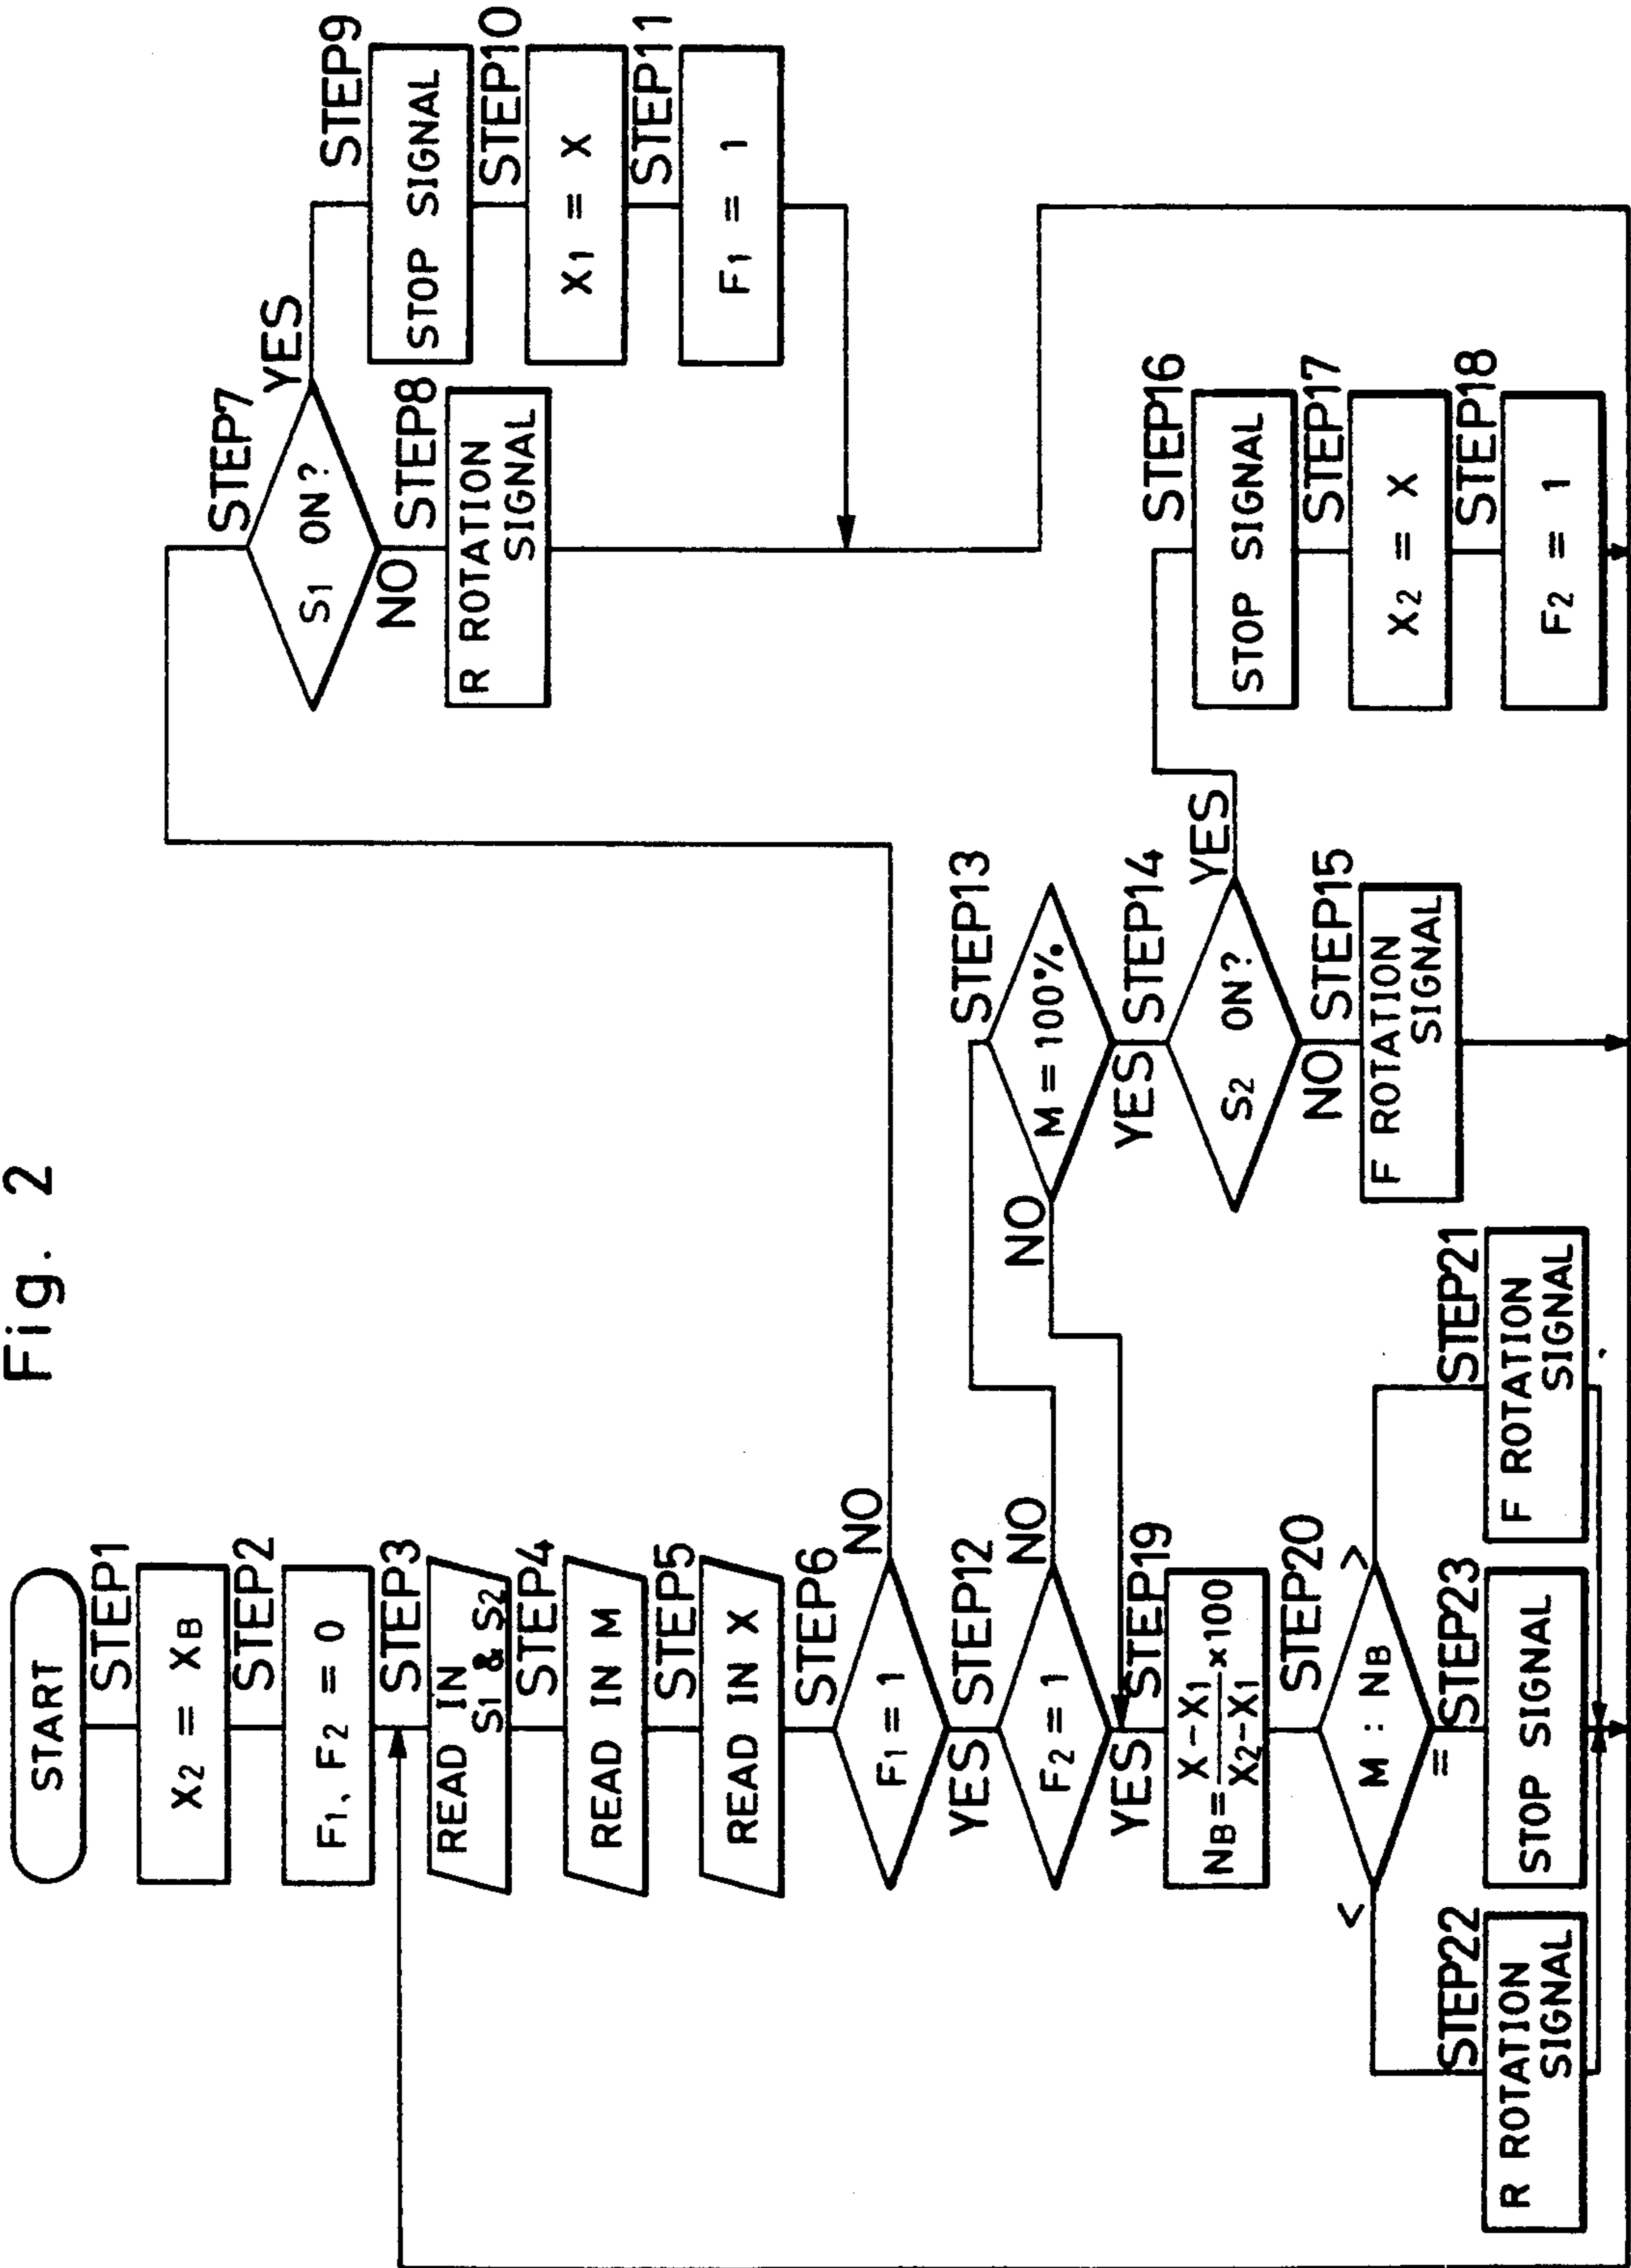 Fig. 2
START
STEP1
X2 = XB
STEP2
F1, F2 = 0
STEP3
READ IN
S1 & S2
STEP4
READ IN M
STEP5
READ IN X
STEP6
F1 = 1
NO
YES
STEP7
S1 ON?
YES
NO
STEP8
R ROTATION
SIGNAL
STEP9
STOP SIGNAL
STEP10
X1 = X
STEP11
F1 = 1
STEP12
F2 = 1
NO
YES
STEP13
M = 100%
NO
YES
STEP14
S2 ON?
YES
NO
STEP15
F ROTATION
SIGNAL
STEP16
STOP SIGNAL
STEP17
X2 = X
STEP18
F2 = 1
STEP19
NB = X-X1 / X2-X1 ×100
STEP20
M : NB
<
=
>
STEP22
R ROTATION
SIGNAL
STEP23
STOP SIGNAL
STEP21
F ROTATION
SIGNAL